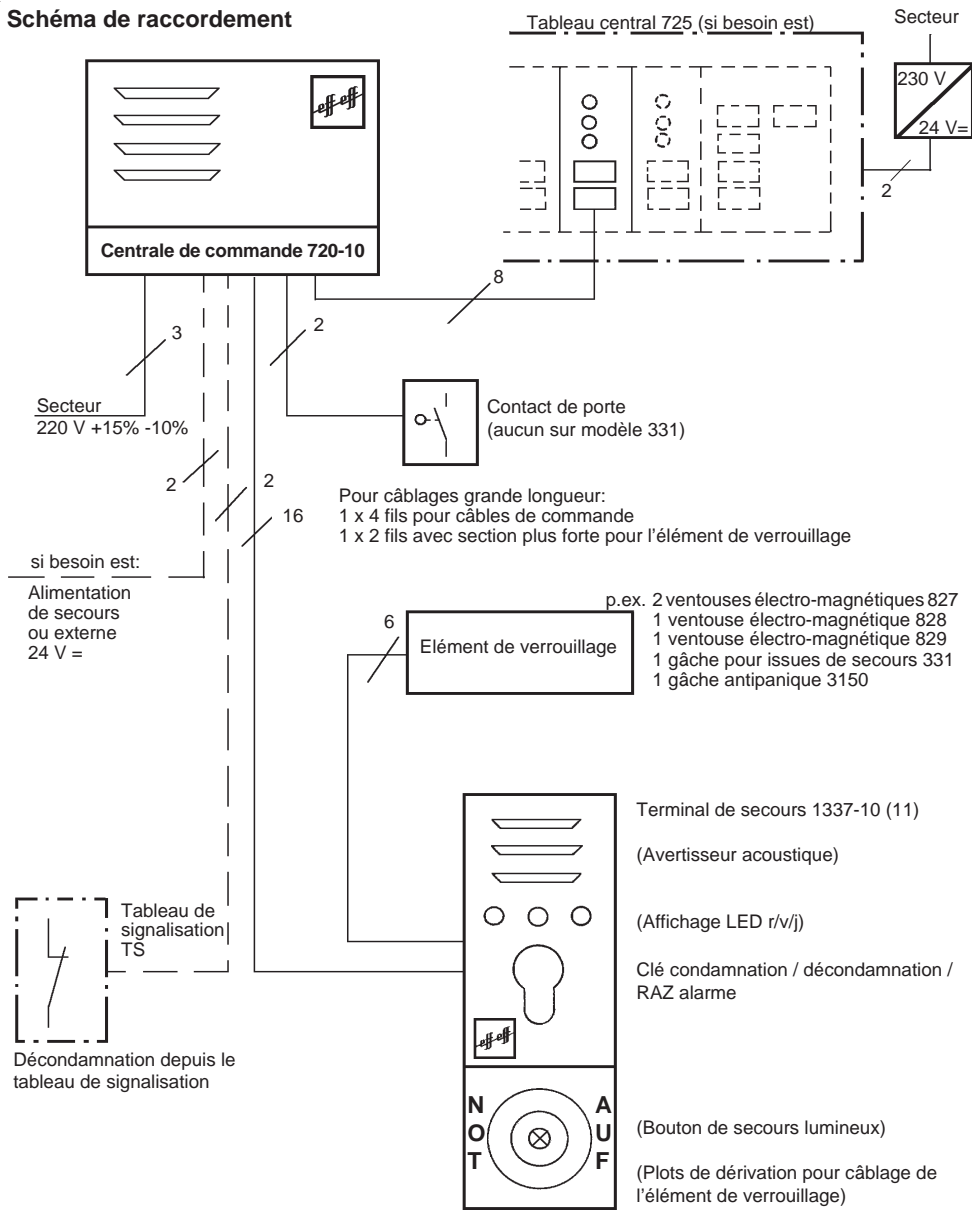 Schéma de raccordement
Tableau central 725 (si besoin est)
Secteur
230 V
24 V=
2
eff eff
Centrale de commande 720-10
8
3
2
Secteur
220 V +15% -10%
Contact de porte
(aucun sur modèle 331)
2
2
16
Pour câblages grande longueur:
1 x 4 fils pour câbles de commande
1 x 2 fils avec section plus forte pour l'élément de verrouillage
si besoin est:
Alimentation
de secours
ou externe
24 V =
6
Elément de verrouillage
p.ex. 2 ventouses électro-magnétiques 827
1 ventouse électro-magnétique 828
1 ventouse électro-magnétique 829
1 gâche pour issues de secours 331
1 gâche antipanique 3150
Terminal de secours 1337-10 (11)
(Avertisseur acoustique)
(Affichage LED r/v/j)
Clé condamnation / décondamnation /
RAZ alarme
Tableau de
signalisation
TS
Décondamnation depuis le
tableau de signalisation
eff eff
NOT
AUF
(Bouton de secours lumineux)
(Plots de dérivation pour câblage de
l'élément de verrouillage)